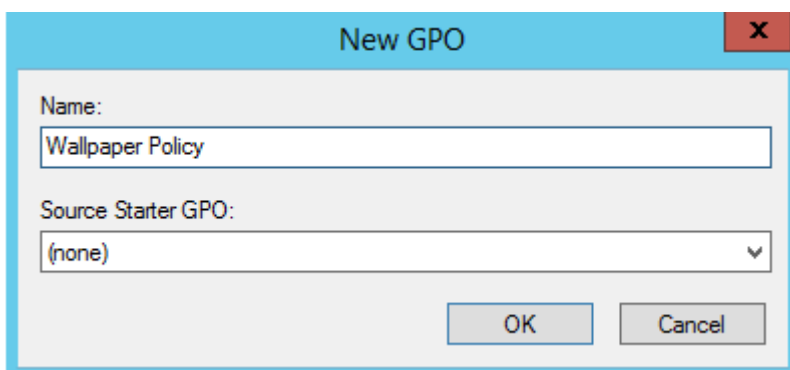 New GPO
x
Name:
Wallpaper Policy
Source Starter GPO:
(none)
OK Cancel